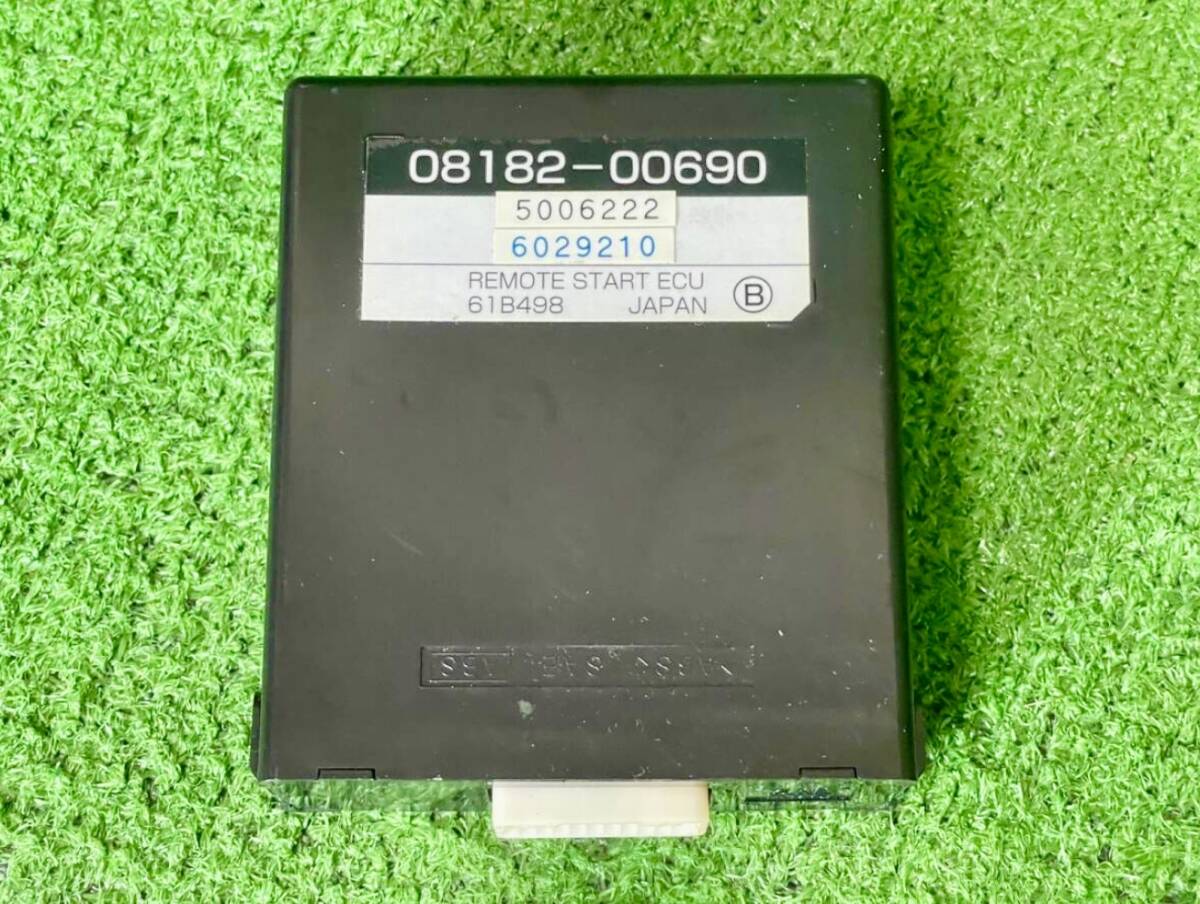 08182-00690
5006222
6029210
REMOTE START ECU
61B498 JAPAN B